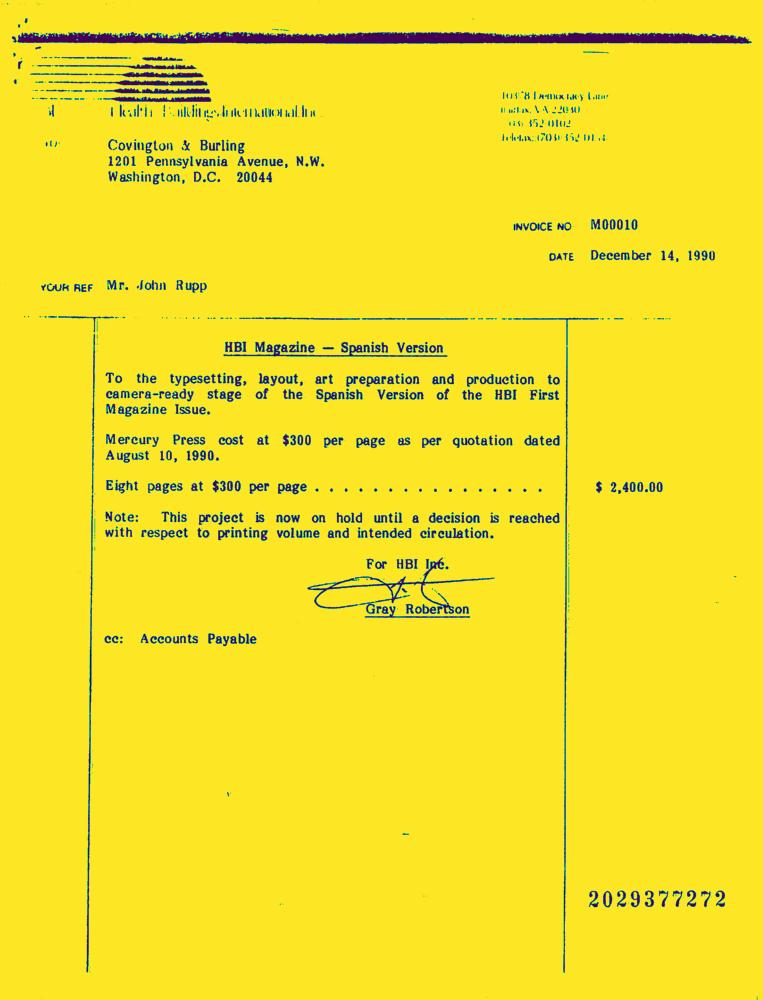 Healthy Buildings International Inc.
10378 Democracy Lane
Fairfax, VA 22030
352 0102
Telefax: (703) 352 01
Covington & Burling
1201 Pennsylvania Avenue, N.W.
Washington, D.C. 20044
INVOICE NO M00010
DATE December 14, 1990
YOUR REF Mr. John Rupp
HBI Magazine — Spanish Version
To the typesetting, layout, art preparation and production to
camera-ready stage of the Spanish Version of the HBI First
Magazine Issue.
Mercury Press cost at $300 per page as per quotation dated
August 10, 1990.
Eight pages at $300 per page . . . . . . . . . . . . . . . . $ 2,400.00
Note: This project is now on hold until a decision is reached
with respect to printing volume and intended circulation.
For HBI Inc.
Gray Robertson
cc: Accounts Payable
2029377272